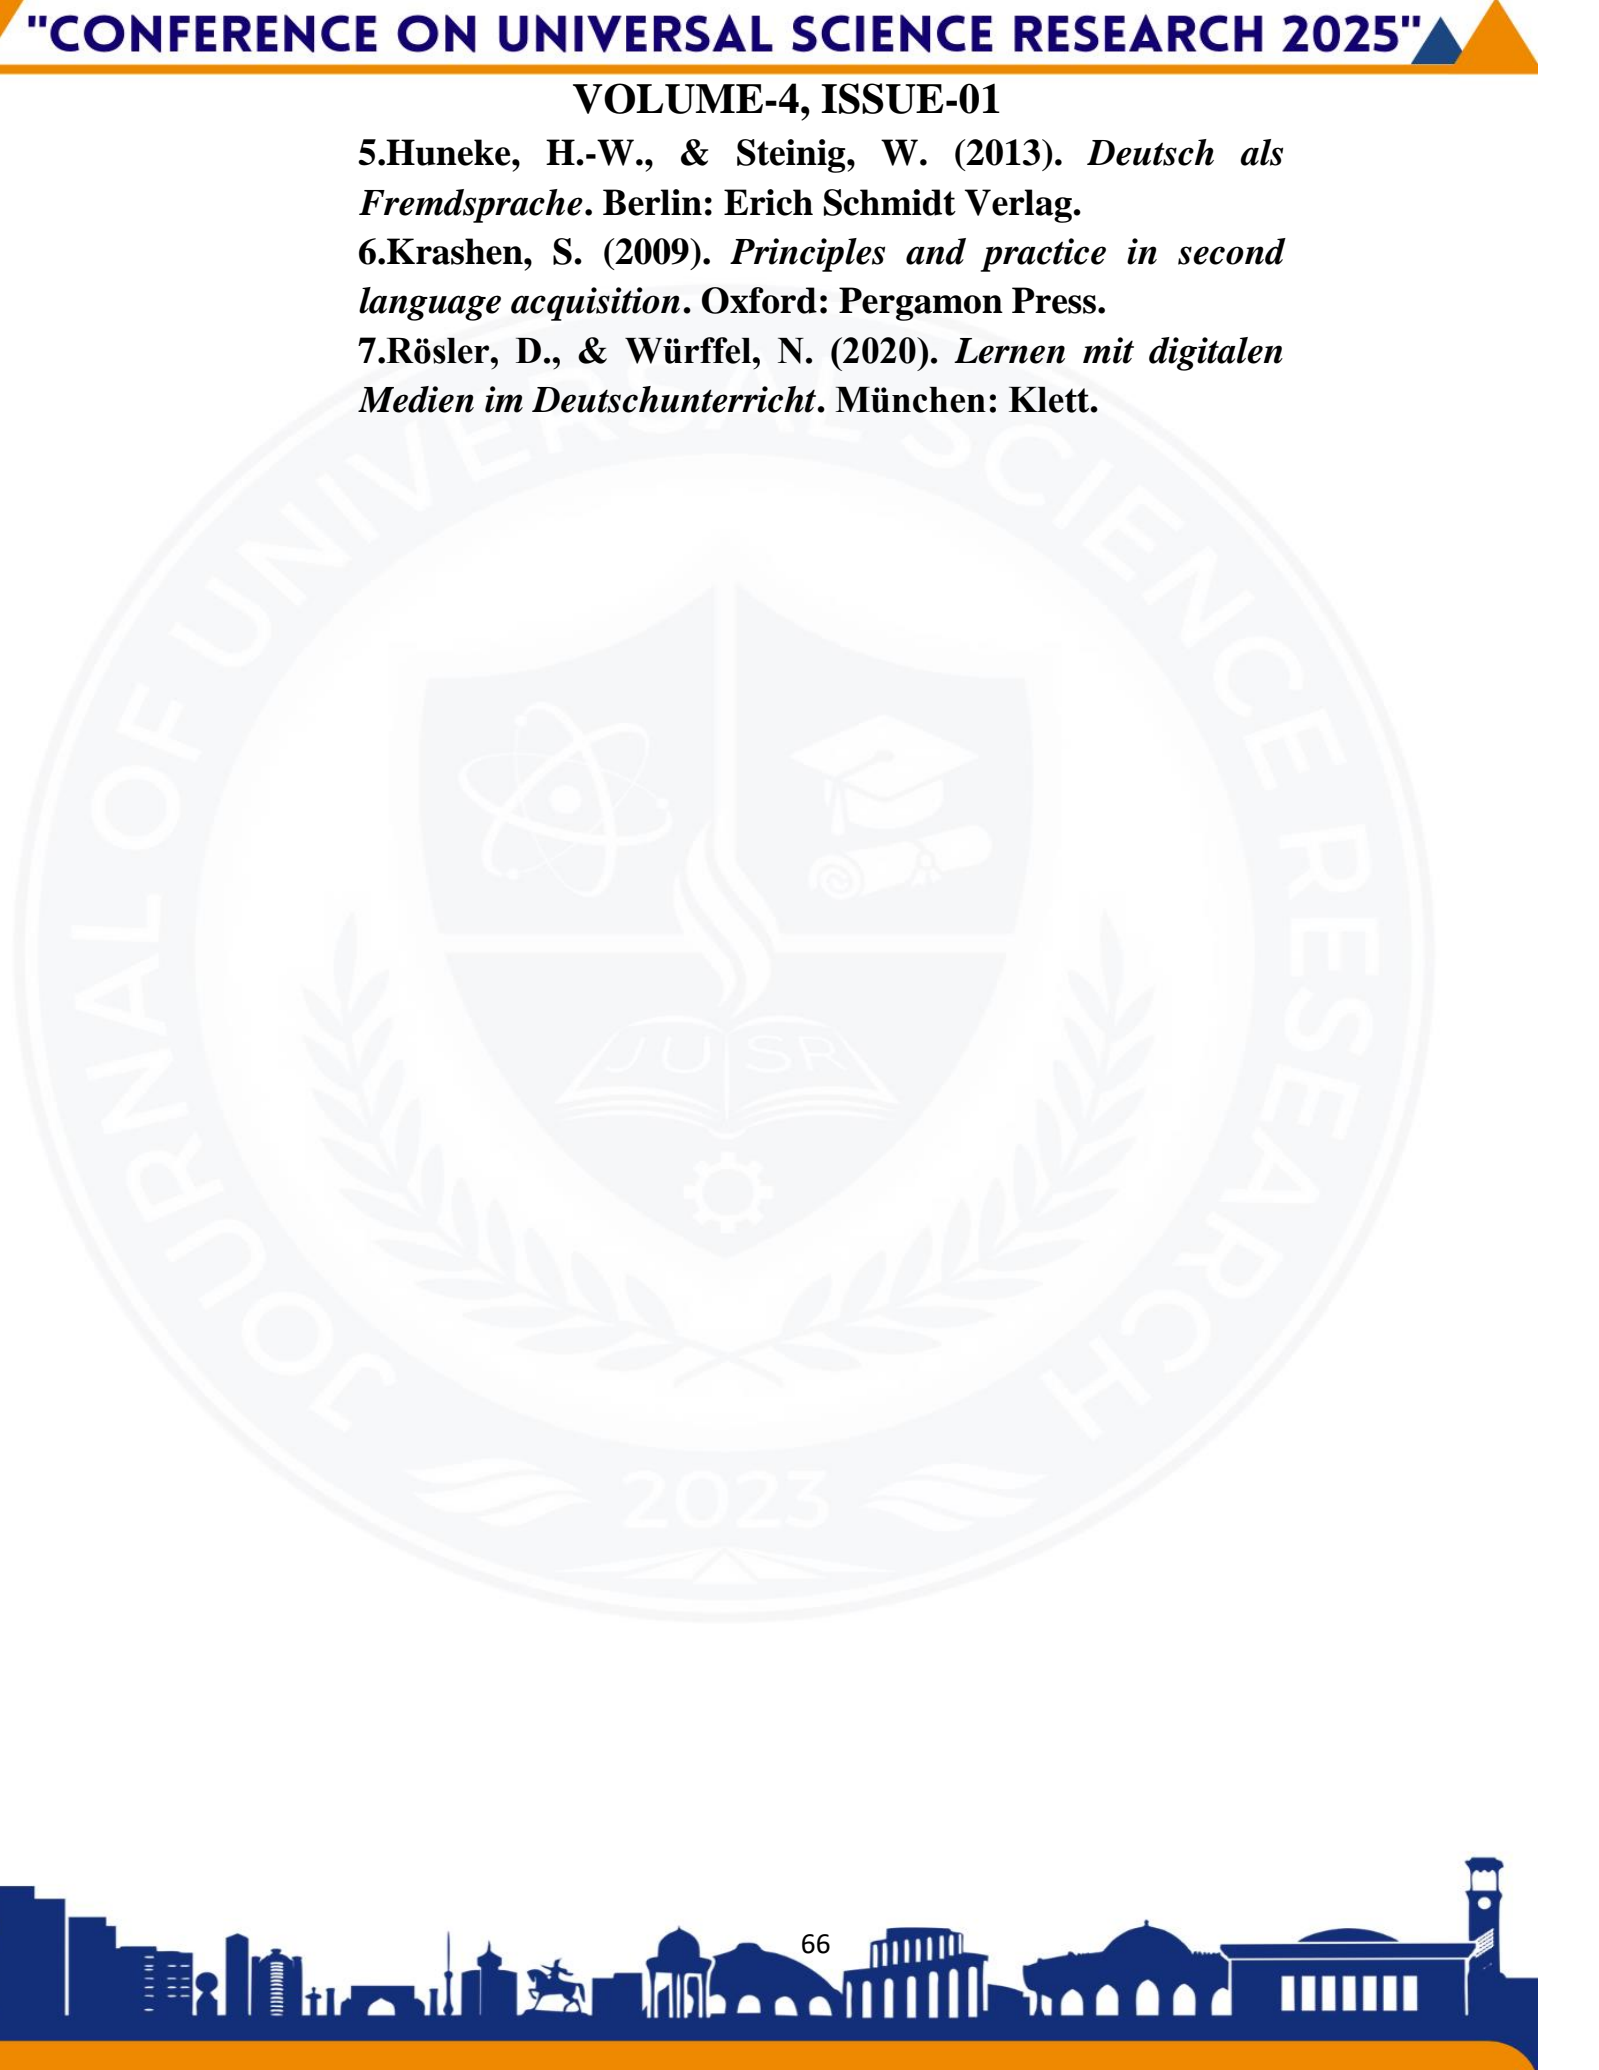 "CONFERENCE ON UNIVERSAL SCIENCE RESEARCH 2025"
VOLUME-4, ISSUE-01
5.Huneke, H.-W., & Steinig, W. (2013). Deutsch als
Fremdsprache. Berlin: Erich Schmidt Verlag.
6.Krashen, S. (2009). Principles and practice in second
language acquisition. Oxford: Pergamon Press.
7.Rösler, D., & Würffel, N. (2020). Lernen mit digitalen
Medien im Deutschunterricht. München: Klett.
JOURNAL OF UNIVERSAL SCIENCE RESEARCH
JUSR
2023
66